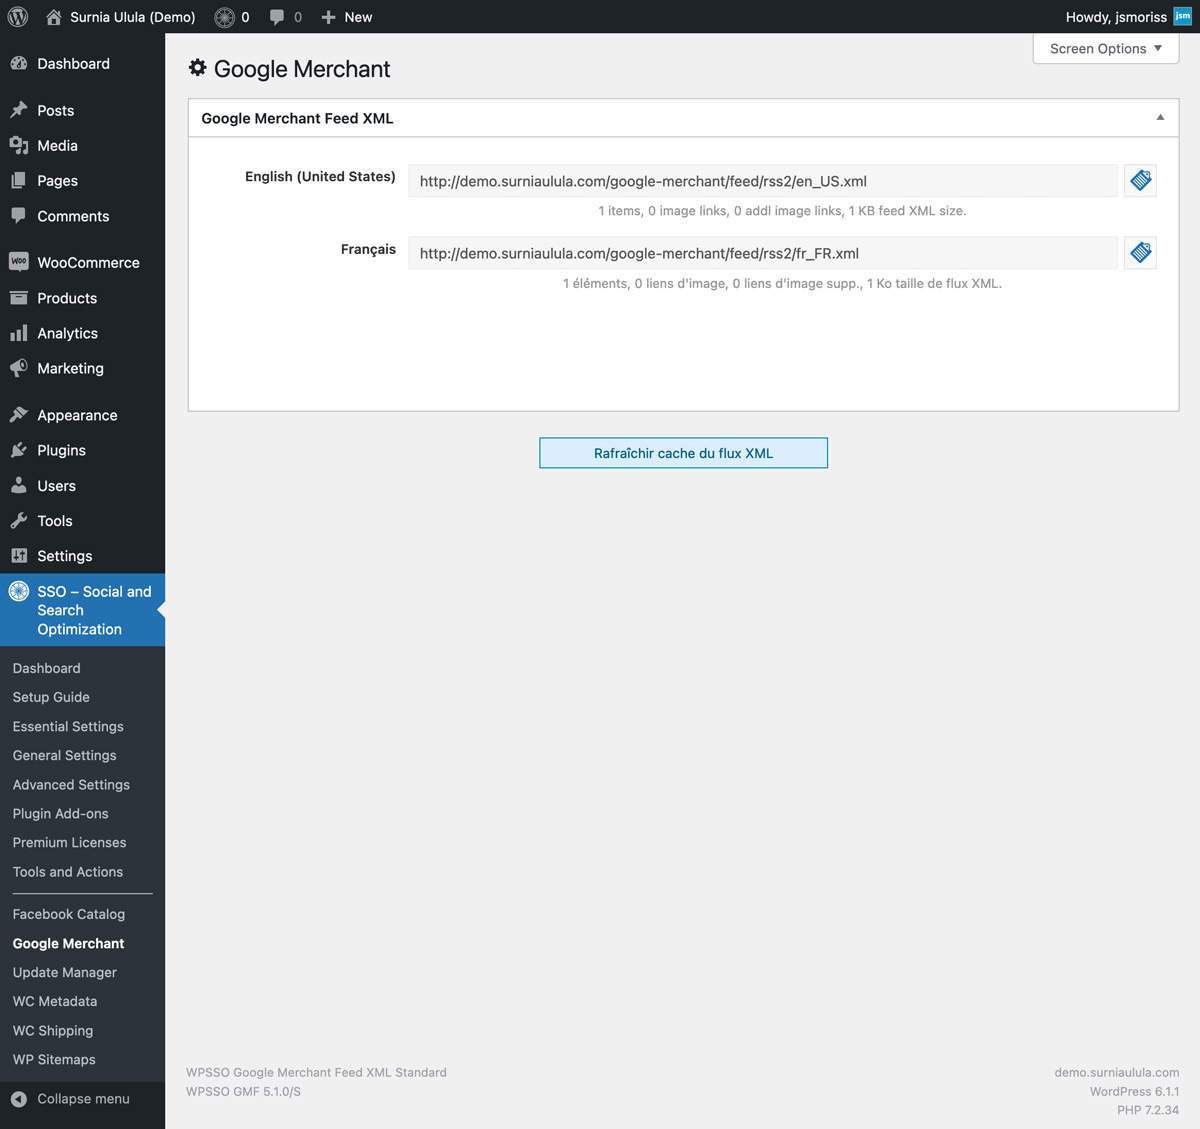 Surnia Ulula (Demo) 0 0 New
Howdy, jsmoriss jsm
Screen Options
Dashboard
Posts
Media
Pages
Comments
WooCommerce
Products
Analytics
Marketing
Appearance
Plugins
Users
Tools
Settings
SSO – Social and
Search
Optimization
Dashboard
Setup Guide
Essential Settings
General Settings
Advanced Settings
Plugin Add-ons
Premium Licenses
Tools and Actions
Facebook Catalog
Google Merchant
Update Manager
WC Metadata
WC Shipping
WP Sitemaps
Collapse menu
Google Merchant
Google Merchant Feed XML
English (United States) http://demo.surniaulula.com/google-merchant/feed/rss2/en_US.xml
1 items, 0 image links, 0 addl image links, 1 KB feed XML size.
Français http://demo.surniaulula.com/google-merchant/feed/rss2/fr_FR.xml
1 éléments, 0 liens d'image, 0 liens d'image supp., 1 Ko taille de flux XML.
Rafraîchir cache du flux XML
WPSSO Google Merchant Feed XML Standard
WPSSO GMF 5.1.0/S
demo.surniaulula.com
WordPress 6.1.1
PHP 7.2.34